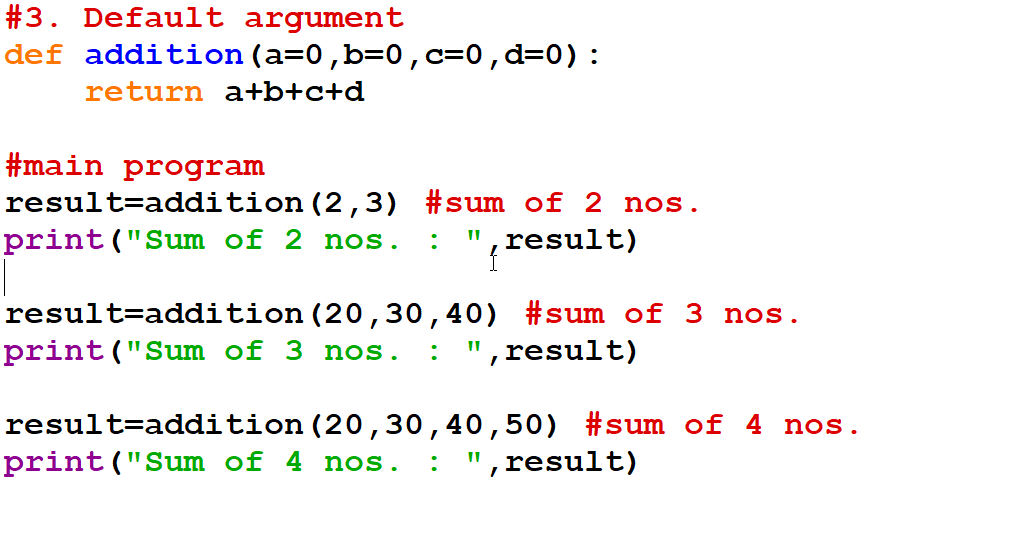 #3. Default argument
def addition(a=0,b=0,c=0,d=0):
    return a+b+c+d
#main program
result=addition(2,3) #sum of 2 nos.
print("Sum of 2 nos. : ",result)
result=addition(20,30,40) #sum of 3 nos.
print("Sum of 3 nos. : ",result)
result=addition(20,30,40,50) #sum of 4 nos.
print("Sum of 4 nos. : ",result)